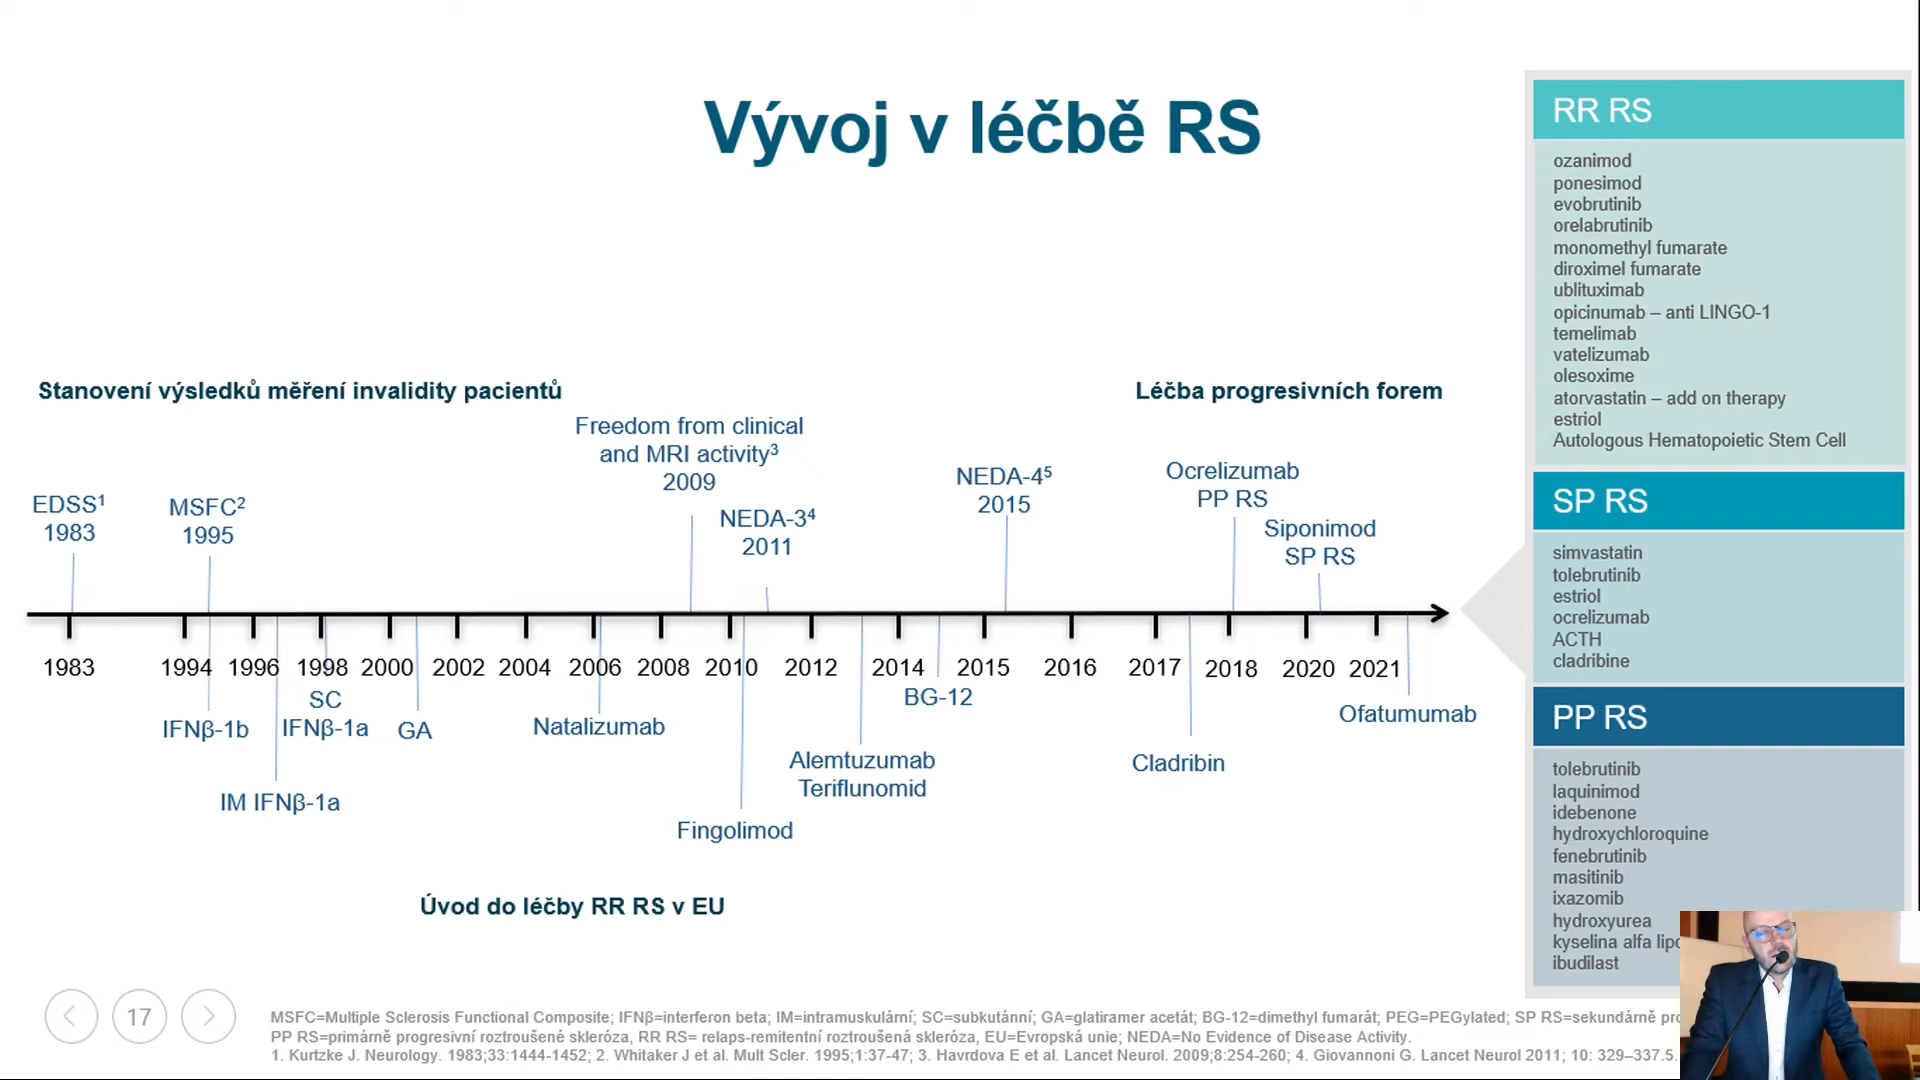 Vývoj v léčbě RS
Stanovení výsledků měření invalidity pacientů
Léčba progresivních forem
EDSS¹
1983
MSFC²
1995
Freedom from clinical
and MRI activity³
2009
NEDA-3⁴
2011
NEDA-4⁵
2015
Ocrelizumab
PP RS
Siponimod
SP RS
1983 1994 1996 1998 2000 2002 2004 2006 2008 2010 2012 2014 2015 2016 2017 2018 2020 2021
IFNβ-1b
IM IFNβ-1a
SC
IFNβ-1a
GA
Natalizumab
Fingolimod
Alemtuzumab
Teriflunomid
BG-12
Cladribin
Ofatumumab
Úvod do léčby RR RS v EU
RR RS
ozanimod
ponesimod
evobrutinib
orelabrutinib
monomethyl fumarate
diroximel fumarate
ublituximab
opicinumab – anti LINGO-1
temelimab
vatelizumab
olesoxime
atorvastatin – add on therapy
estriol
Autologous Hematopoietic Stem Cell
SP RS
simvastatin
tolebrutinib
estriol
ocrelizumab
ACTH
cladribine
PP RS
tolebrutinib
laquinimod
idebenone
hydroxychloroquine
fenebrutinib
masitinib
ixazomib
hydroxyurea
kyselina alfa
ibudilast
17
MSFC=Multiple Sclerosis Functional Composite; IFNβ=interferon beta; IM=intramuskulární; SC=subkutánní; GA=glatiramer acetát; BG-12=dimethyl fumarát; PEG=PEGylated; SP RS=sekundárně
PP RS=primárně progresivní roztroušené skleróza, RR RS= relaps-remitentní roztroušená skleróza, EU=Evropská unie; NEDA=No Evidence of Disease Activity.
1. Kurtzke J. Neurology. 1983;33:1444-1452; 2. Whitaker J et al. Mult Scler. 1995;1:37-47; 3. Havrdova E et al. Lancet Neurol. 2009;8:254-260; 4. Giovannoni G. Lancet Neurol 2011; 10: 329–337.5.